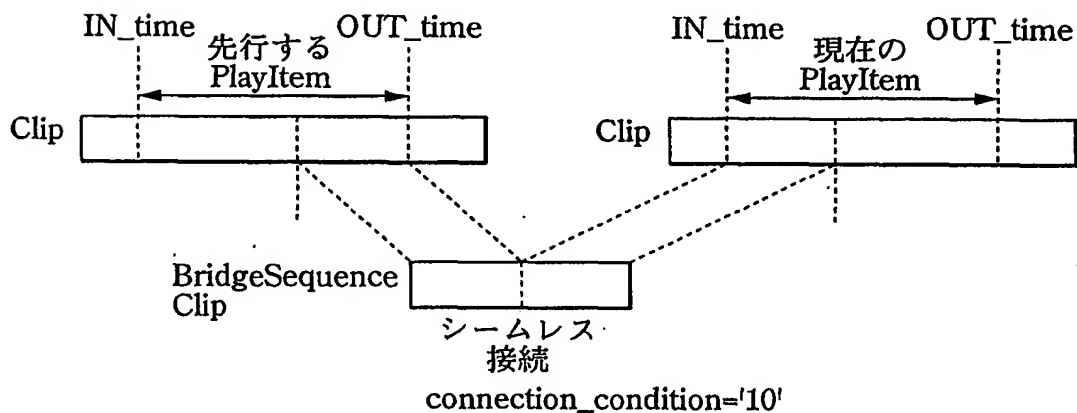 IN_time
OUT_time
先行する
PlayItem
Clip
IN_time
OUT_time
現在の
PlayItem
Clip
BridgeSequence
Clip
シームレス
接続
connection_condition='10'